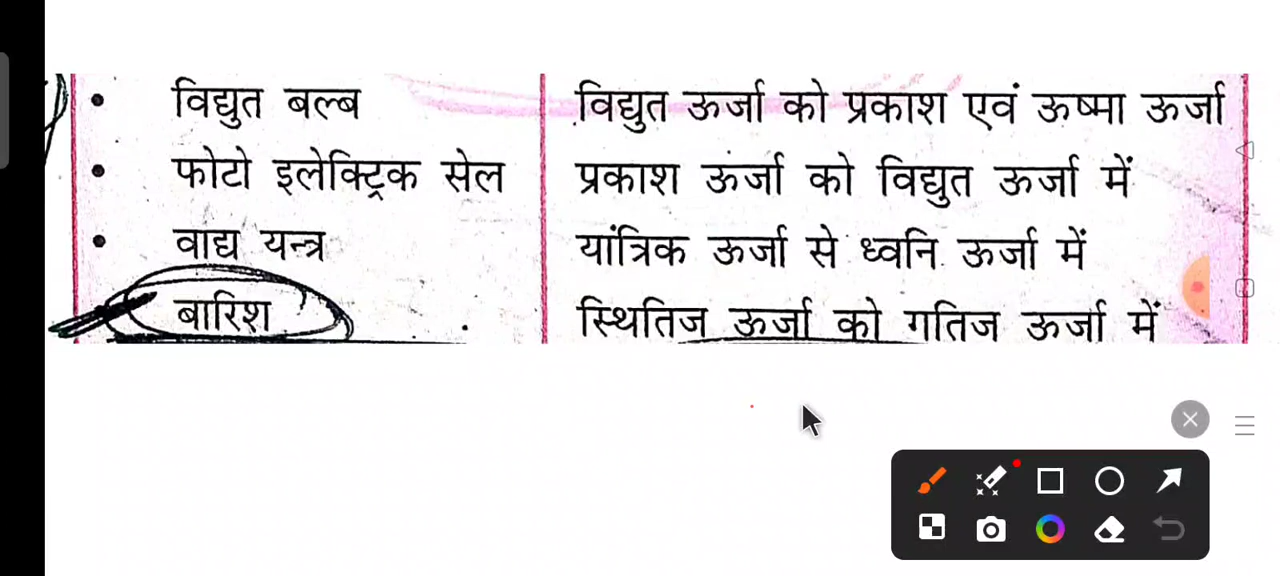 विद्युत बल्ब विद्युत ऊर्जा को प्रकाश एवं ऊष्मा ऊर्जा
फोटो इलेक्ट्रिक सेल प्रकाश ऊर्जा को विद्युत ऊर्जा में
वाद्य यन्त्र यांत्रिक ऊर्जा से ध्वनि ऊर्जा में
बारिश स्थितिज ऊर्जा को गतिज ऊर्जा में